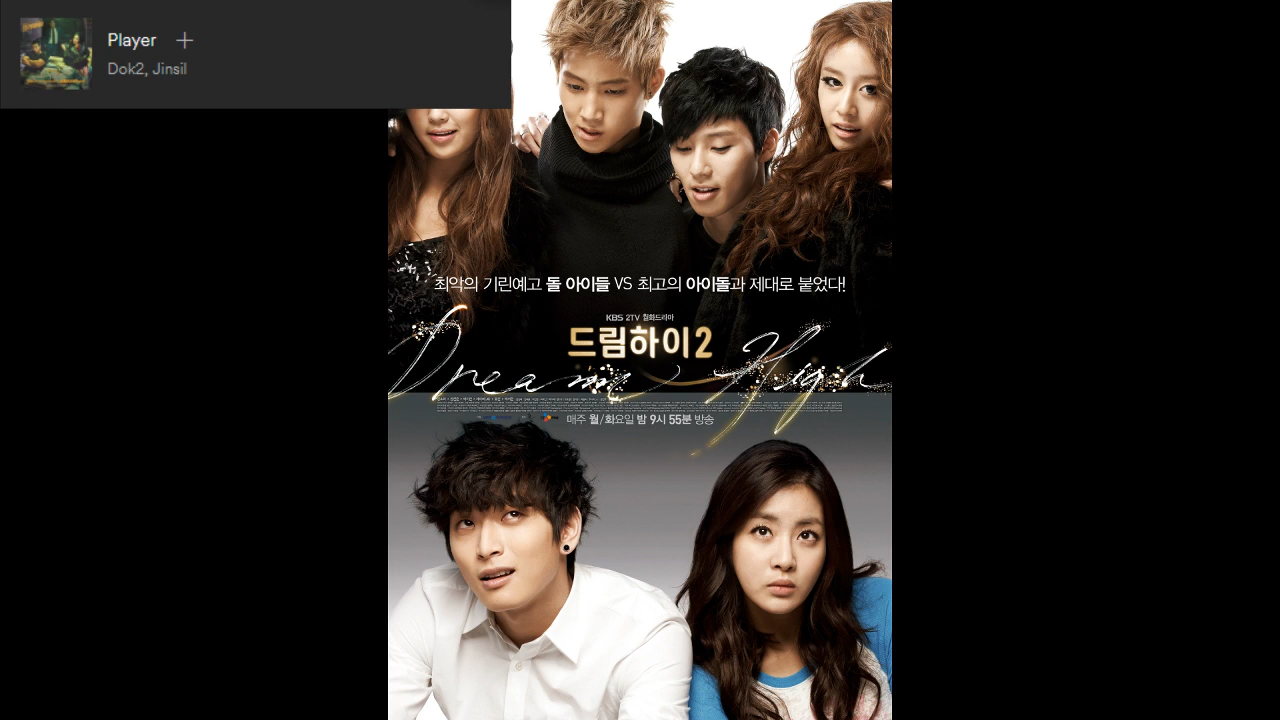 Player
Dok2, Jinsil
최악의 기린예고 돌 아이들 VS 최고의 아이돌과 제대로 붙었다!
KBS 2TV 월화드라마
드림하이2
Dream High
매주 월/화요일 밤 9시 55분 방송